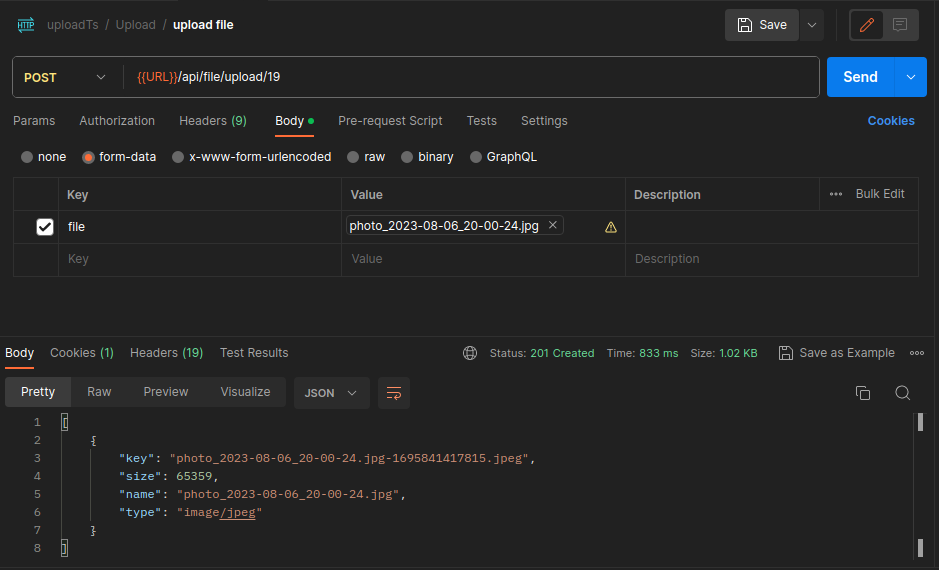 HTTP uploadTs / Upload / upload file Save
POST {{URL}}/api/file/upload/19 Send
Params Authorization Headers (9) Body Pre-request Script Tests Settings Cookies
none form-data x-www-form-urlencoded raw binary GraphQL
Key Value Description Bulk Edit
file photo_2023-08-06_20-00-24.jpg
Key Value Description
Body Cookies (1) Headers (19) Test Results Status: 201 Created Time: 833 ms Size: 1.02 KB Save as Example
Pretty Raw Preview Visualize JSON
1 [
2 {
3 "key": "photo_2023-08-06_20-00-24.jpg-1695841417815.jpeg",
4 "size": 65359,
5 "name": "photo_2023-08-06_20-00-24.jpg",
6 "type": "image/jpeg"
7 }
8 ]